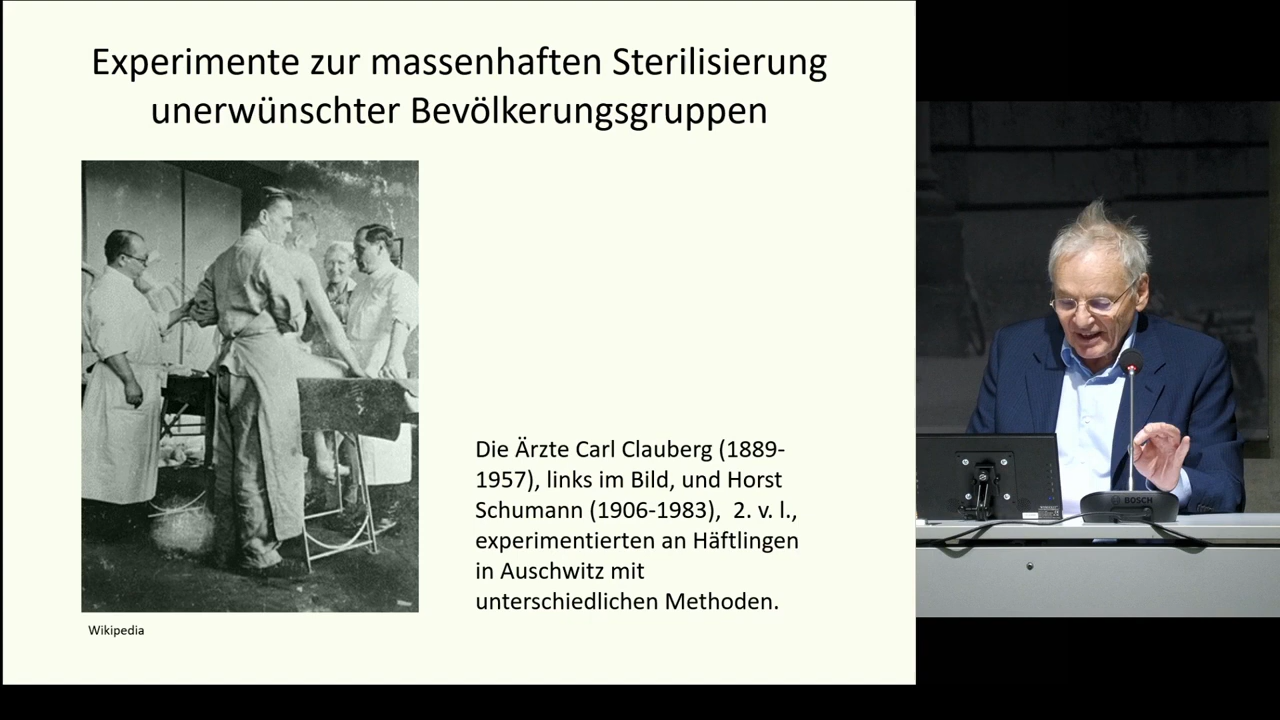 Experimente zur massenhaften Sterilisierung
unerwünschter Bevölkerungsgruppen
Die Ärzte Carl Clauberg (1889-
1957), links im Bild, und Horst
Schumann (1906-1983),  2. v. l.,
experimentierten an Häftlingen
in Auschwitz mit
unterschiedlichen Methoden.
Wikipedia
BOSCH